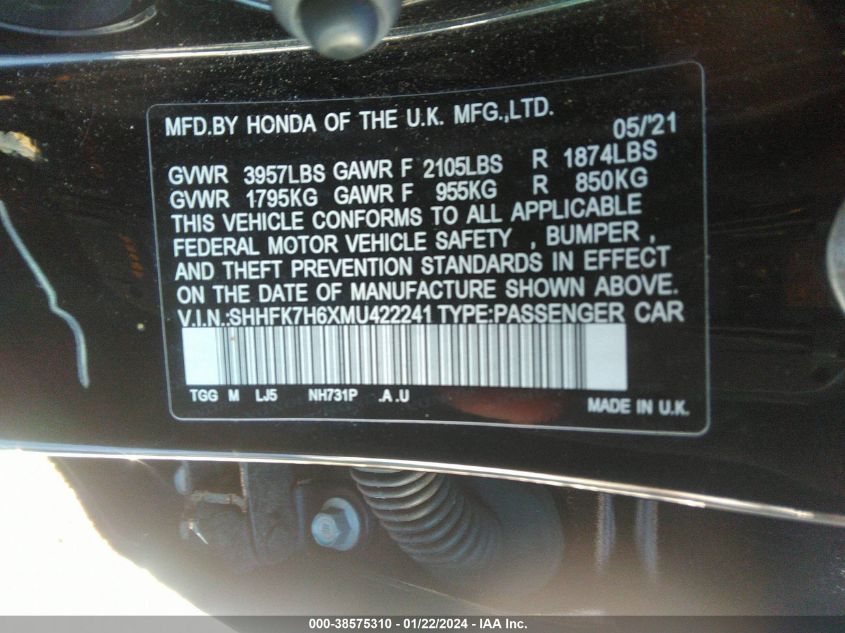 MFD.BY HONDA OF THE U.K. MFG.,LTD. 05/'21
GVWR 3957LBS GAWR F 2105LBS R 1874LBS
GVWR 1795KG GAWR F 955KG R 850KG
THIS VEHICLE CONFORMS TO ALL APPLICABLE
FEDERAL MOTOR VEHICLE SAFETY , BUMPER ,
AND THEFT PREVENTION STANDARDS IN EFFECT
ON THE DATE OF MANUFACTURE SHOWN ABOVE.
V.I.N.:SHHFK7H6XMU422241 TYPE:PASSENGER CAR
TGG M LJ5 NH731P .A .U
MADE IN U.K.
000-38575310 - 01/22/2024 - IAA Inc.